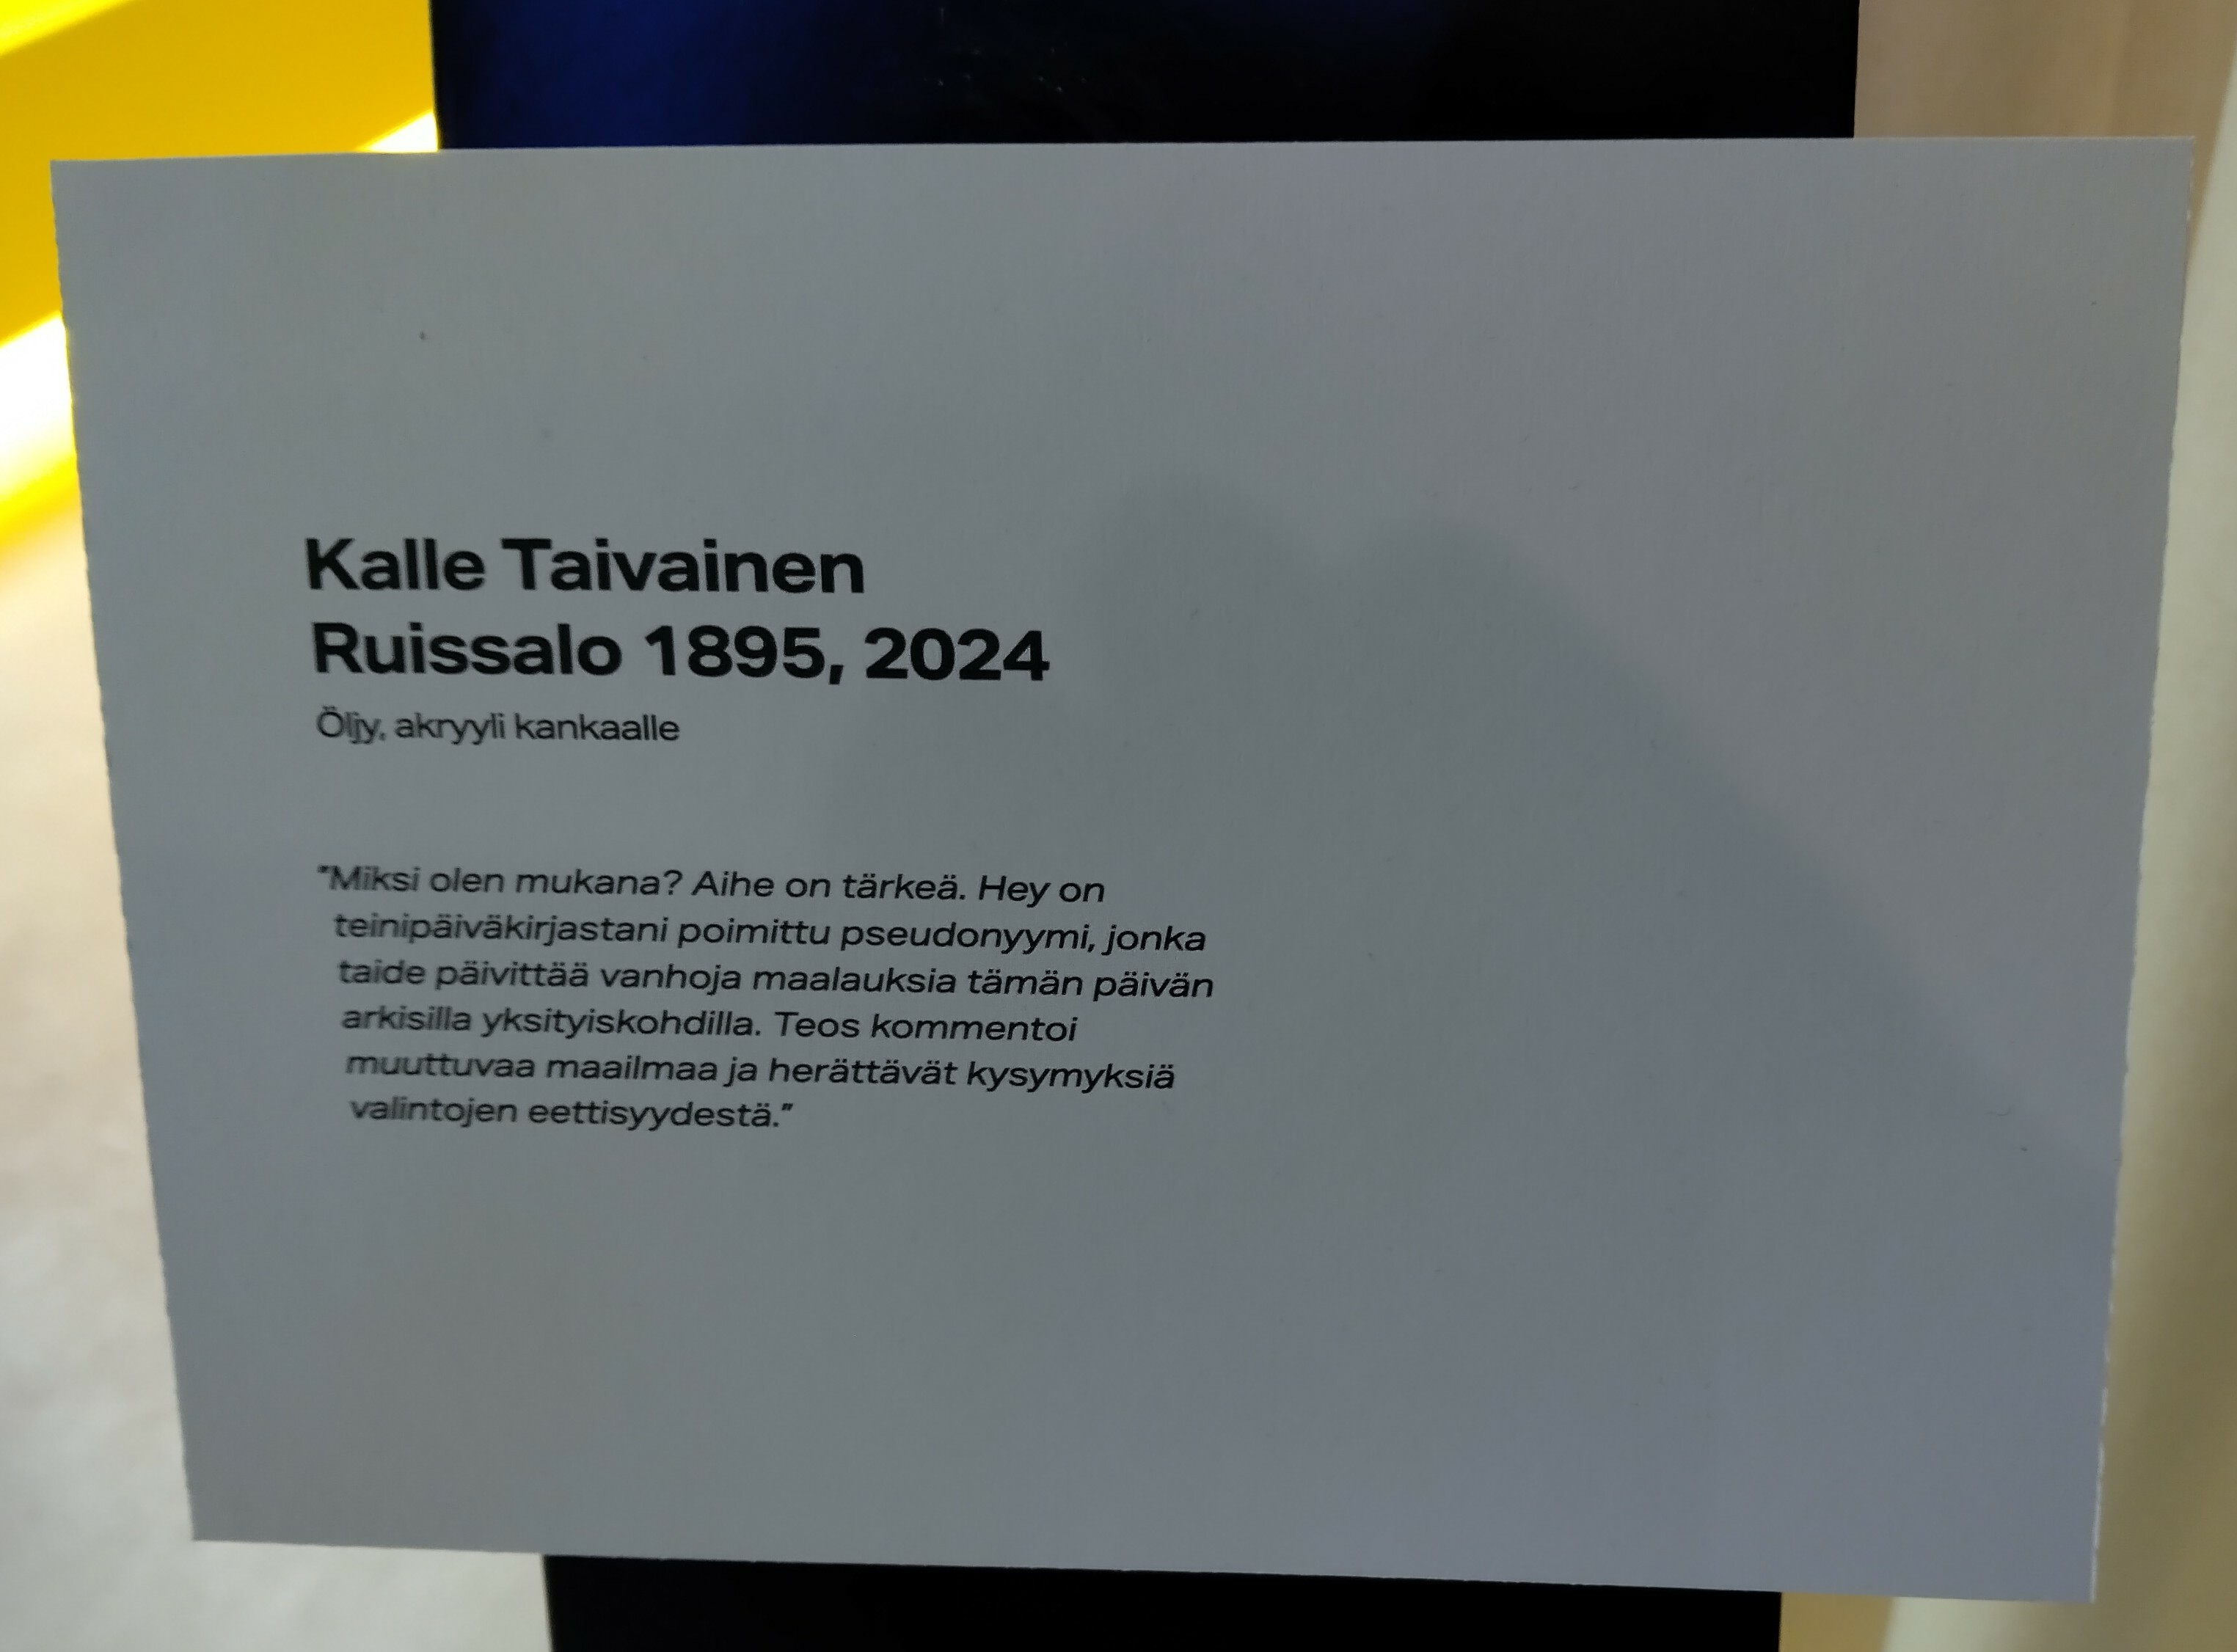 Kalle Taivainen
Ruissalo 1895, 2024
Öljy, akryyli kankaalle
"Miksi olen mukana? Aihe on tärkeä. Hey on
teinipäiväkirjastani poimittu pseudonyymi, jonka
taide päivittää vanhoja maalauksia tämän päivän
arkisilla yksityiskohdilla. Teos kommentoi
muuttuvaa maailmaa ja herättävät kysymyksiä
valintojen eettisyydestä."